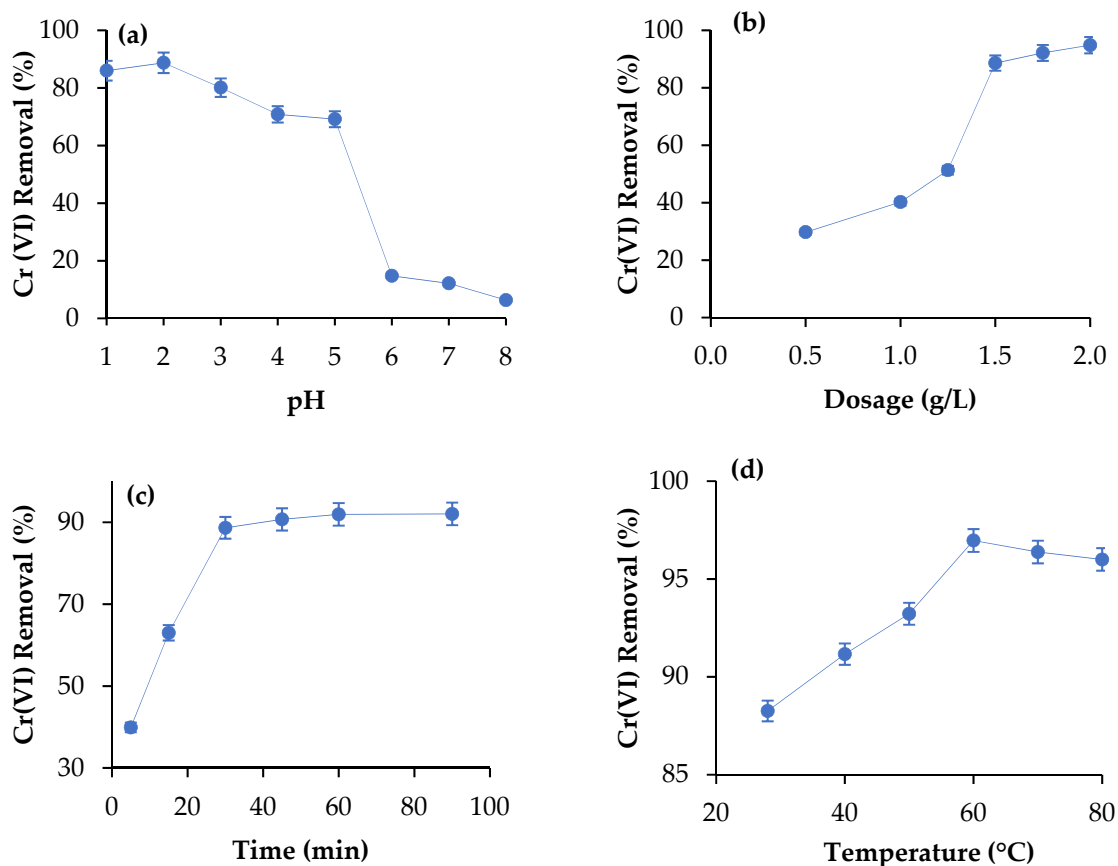 (a)
Cr (VI) Removal (%)
100
80
60
40
20
0
1 2 3 4 5 6 7 8
pH
(b)
Cr(VI) Removal (%)
100
80
60
40
20
0
0.0 0.5 1.0 1.5 2.0
Dosage (g/L)
(c)
Cr(VI) Removal (%)
90
70
50
30
0 20 40 60 80 100
Time (min)
(d)
Cr(VI) Removal (%)
100
95
90
85
20 40 60 80
Temperature (°C)